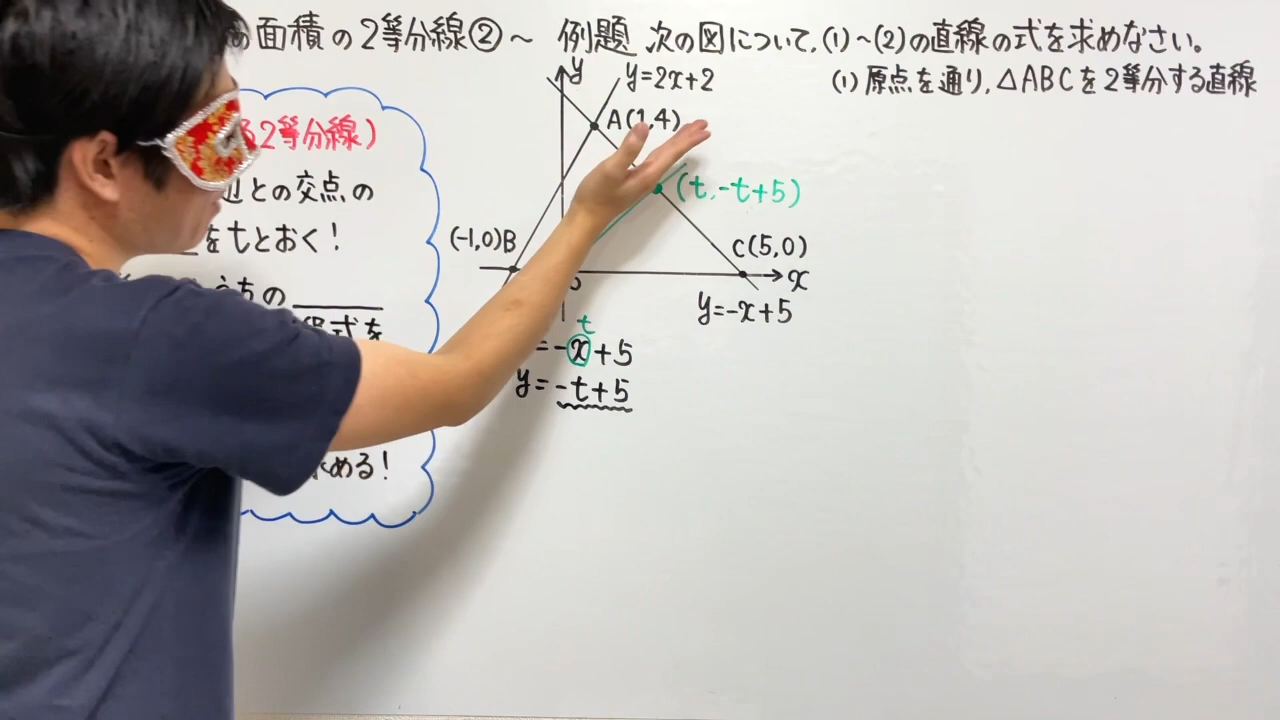 面積の2等分線②〜 例題 次の図について、(1)〜(2)の直線の式を求めなさい。
(1) 原点を通り、△ABCを2等分する直線
y
y=2x+2
A(1,4)
2等分線)
辺との交点の
をtとおく!
うちの
式を
める!
(t,-t+5)
(-1,0)B
C(5,0)
x
y=-x+5
t
=-x+5
y=-t+5